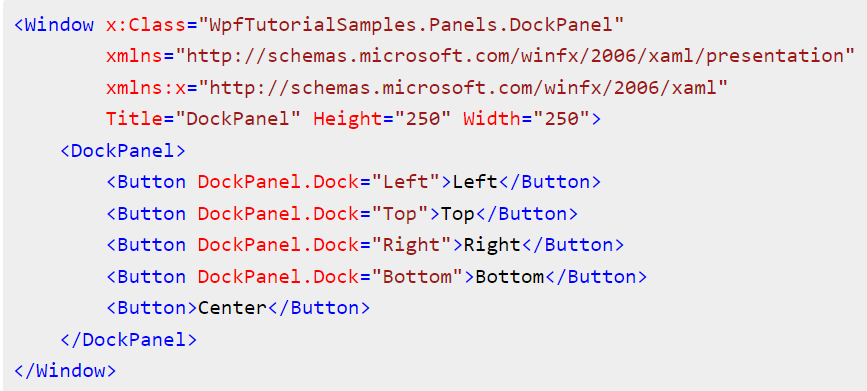 <Window x:Class="WpfTutorialSamples.Panels.DockPanel"
        xmlns="http://schemas.microsoft.com/winfx/2006/xaml/presentation"
        xmlns:x="http://schemas.microsoft.com/winfx/2006/xaml"
        Title="DockPanel" Height="250" Width="250">
    <DockPanel>
        <Button DockPanel.Dock="Left">Left</Button>
        <Button DockPanel.Dock="Top">Top</Button>
        <Button DockPanel.Dock="Right">Right</Button>
        <Button DockPanel.Dock="Bottom">Bottom</Button>
        <Button>Center</Button>
    </DockPanel>
</Window>